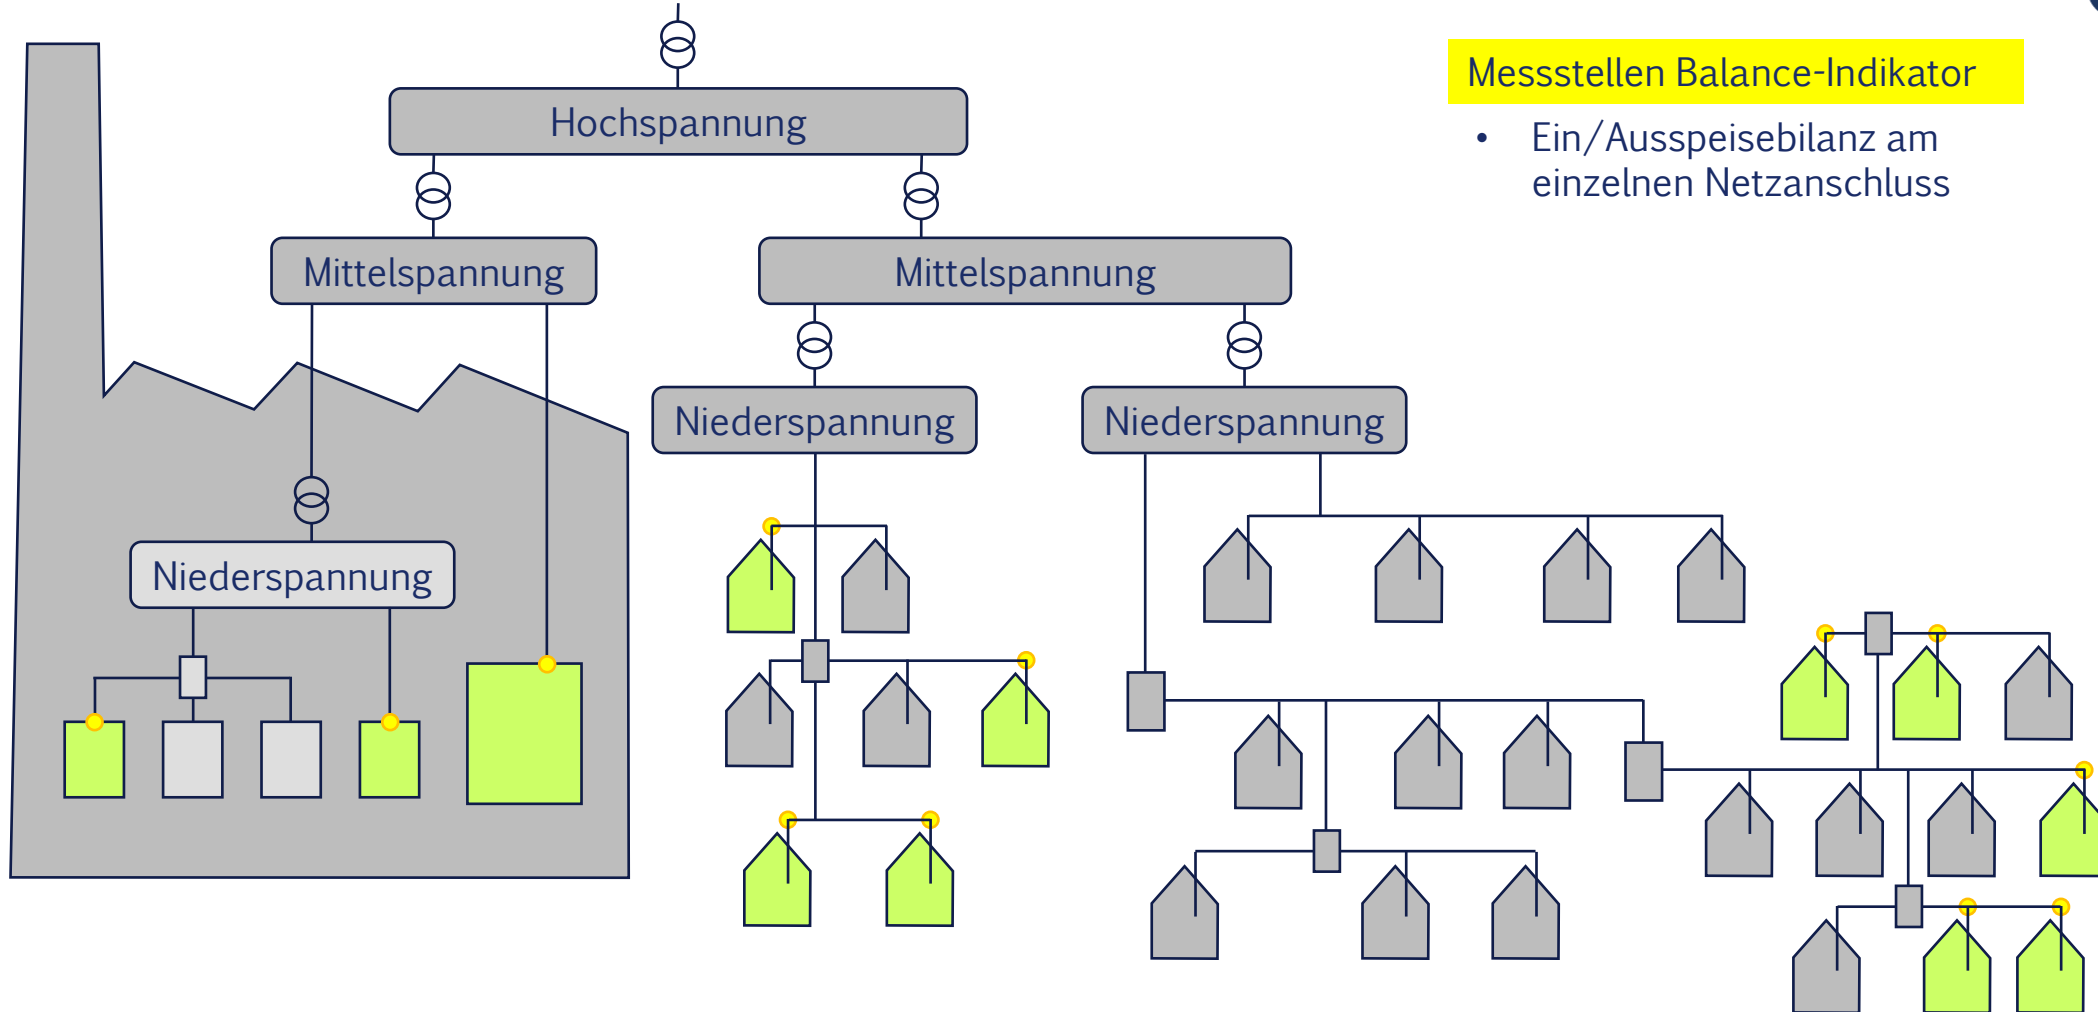 Messstellen Balance-Indikator
• Ein/Ausspeisebilanz am
einzelnen Netzanschluss
Hochspannung
Mittelspannung
Mittelspannung
Niederspannung
Niederspannung
Niederspannung